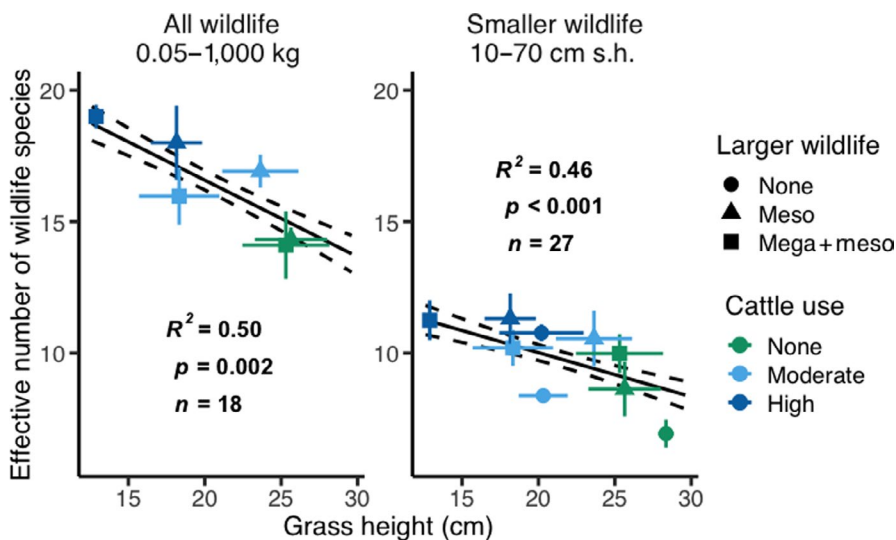 All wildlife
0.05–1,000 kg
Smaller wildlife
10–70 cm s.h.
Effective number of wildlife species
20
15
10
R² = 0.50
p = 0.002
n = 18
15
20
25
30
20
15
10
R² = 0.46
p < 0.001
n = 27
15
20
25
30
Grass height (cm)
Larger wildlife
None
Meso
Mega+meso
Cattle use
None
Moderate
High